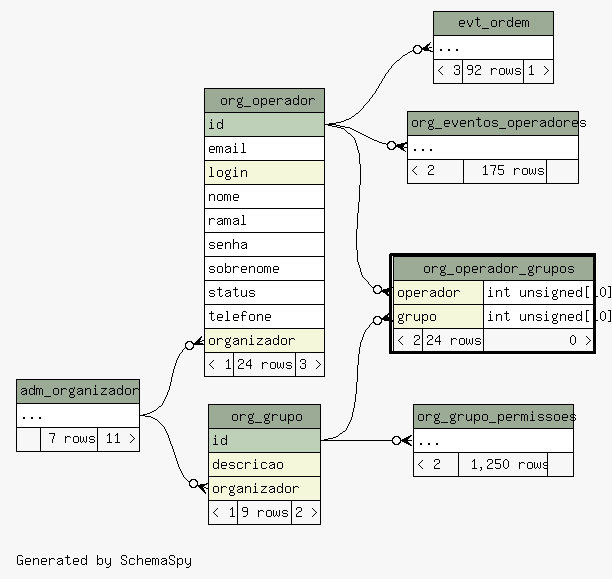 evt_ordem
...
< 3 92 rows 1 >
org_eventos_operadores
...
< 2 175 rows
org_operador
id
email
login
nome
ramal
senha
sobrenome
status
telefone
organizador
< 1 24 rows 3 >
org_operador_grupos
operador int unsigned[10]
grupo int unsigned[10]
< 2 24 rows 0 >
adm_organizador
...
7 rows 11 >
org_grupo
id
descricao
organizador
< 1 9 rows 2 >
org_grupo_permissoes
...
< 2 1,250 rows
Generated by SchemaSpy